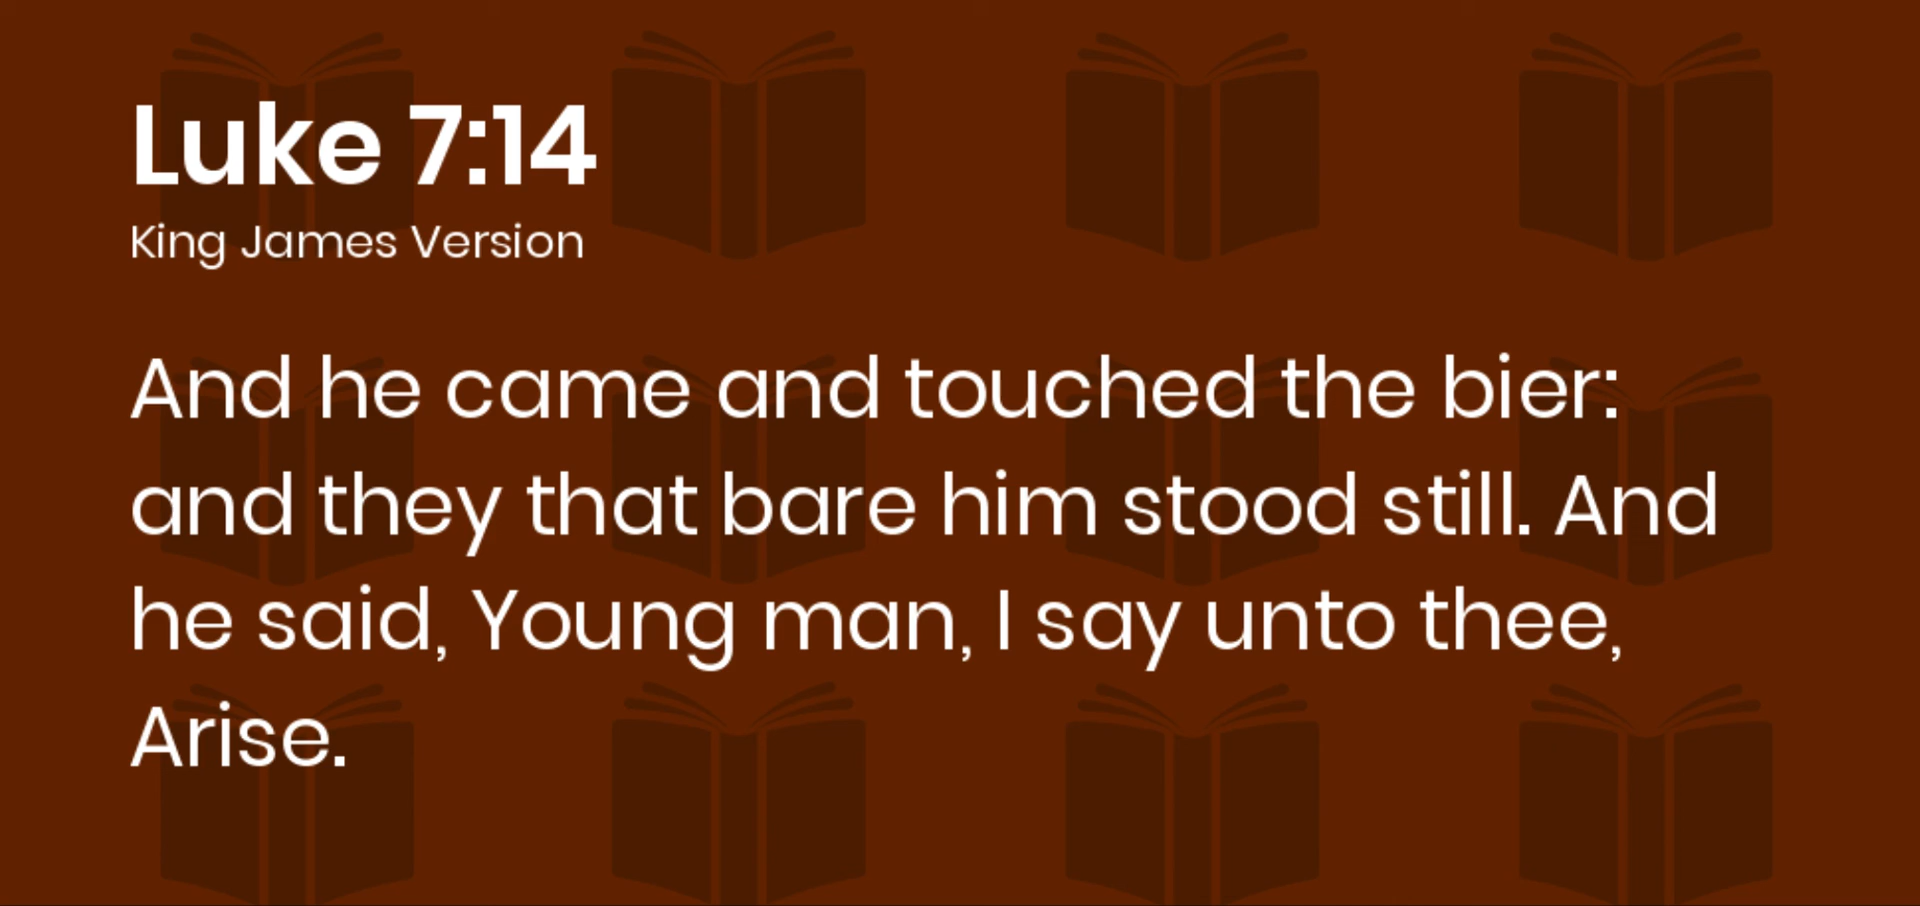 Luke 7:14
King James Version
And he came and touched the bier:
and they that bare him stood still. And
he said, Young man, I say unto thee,
Arise.